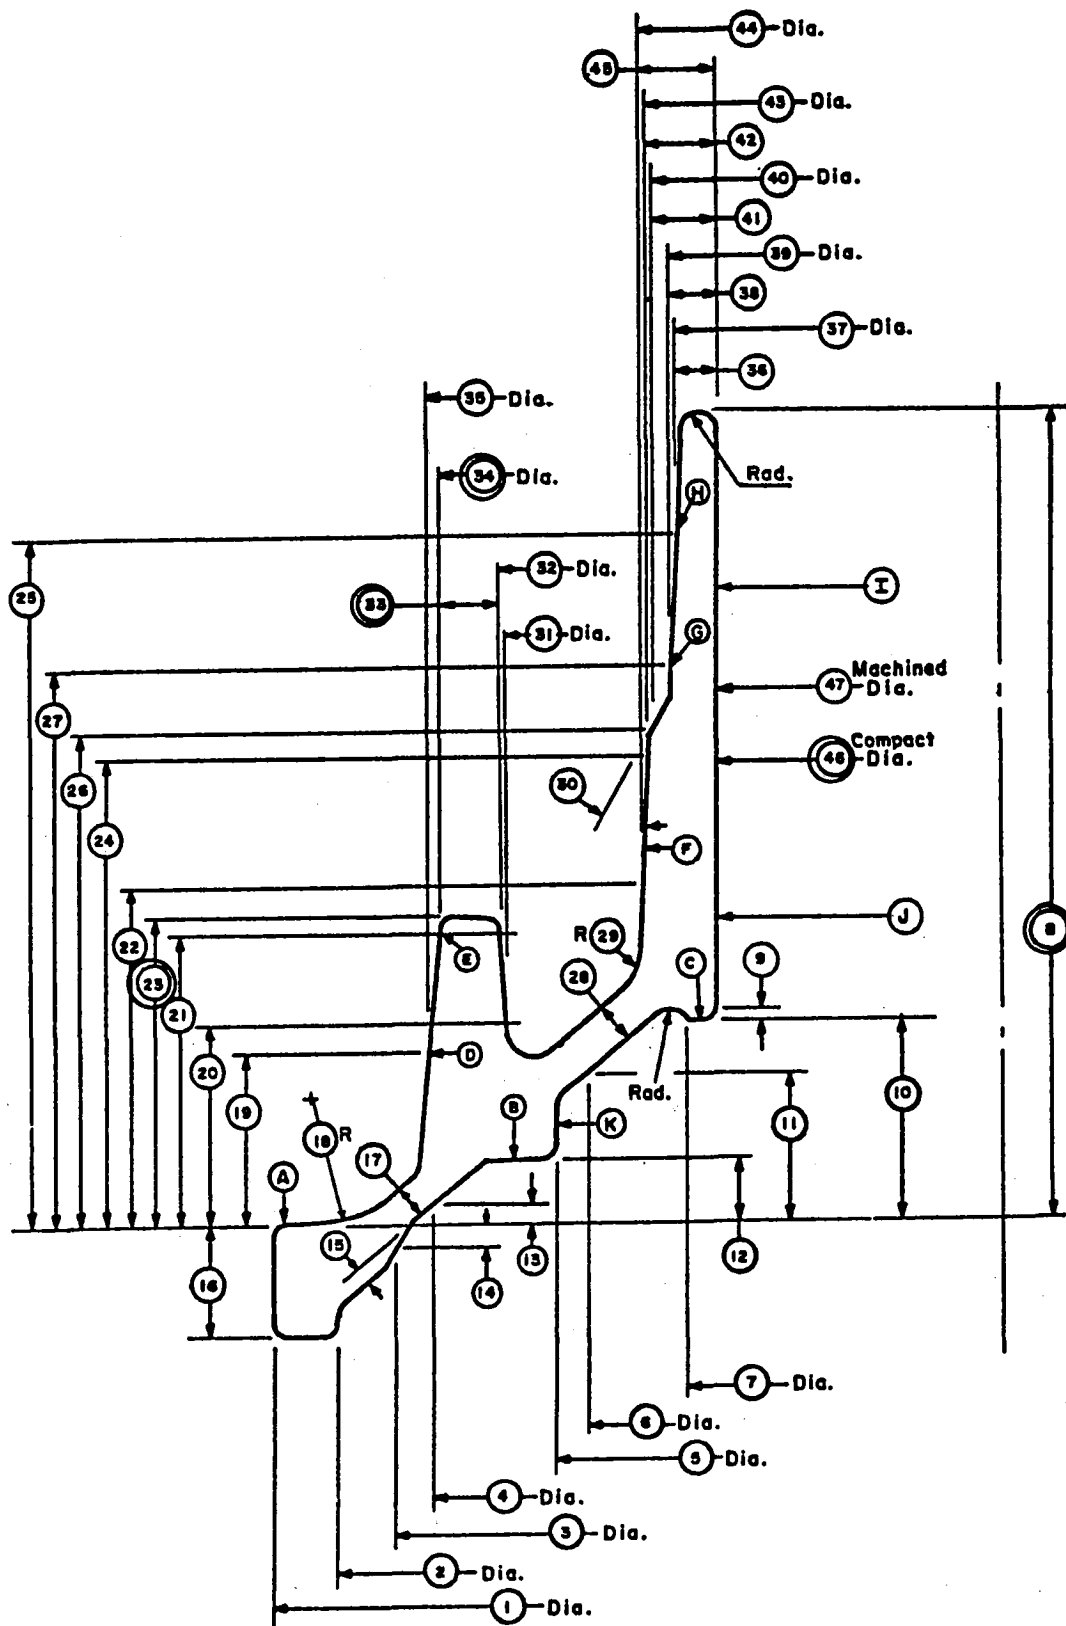 44 Dia.
45
43 Dia.
42
40 Dia.
41
39 Dia.
38
37 Dia.
36
35 Dia.
34 Dia.
Rad.
H
32 Dia.
33
25
I
31 Dia.
G
27
47 Machined Dia.
26
46 Compact Dia.
30
24
F
22
J
R 29
E
C
9
8
23
28
21
D
20
Rad.
10
19
11
B
K
18 R
17
A
15
13
12
16
14
7 Dia.
6 Dia.
5 Dia.
4 Dia.
3 Dia.
2 Dia.
1 Dia.